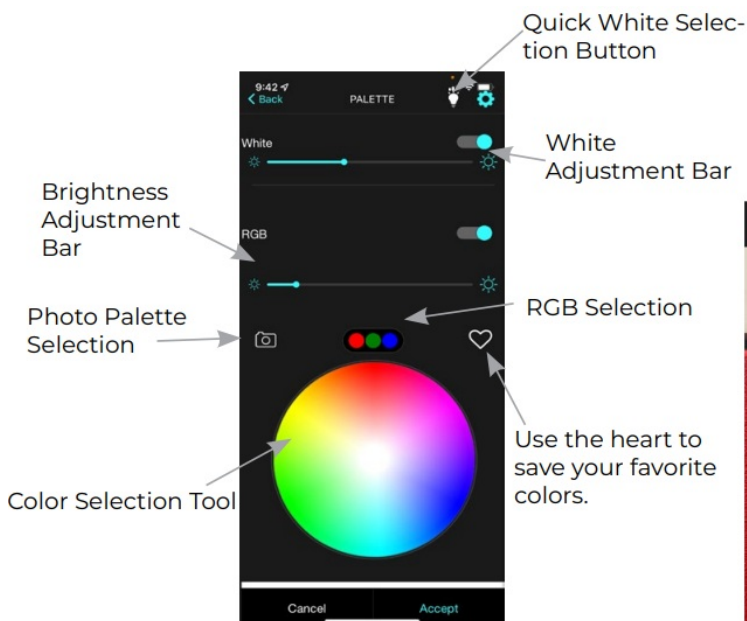 Quick White Selec-
tion Button
9:42
Back
PALETTE
White
White
Adjustment Bar
Brightness
Adjustment
Bar
RGB
Photo Palette
Selection
RGB Selection
Use the heart to
save your favorite
colors.
Color Selection Tool
Cancel
Accept